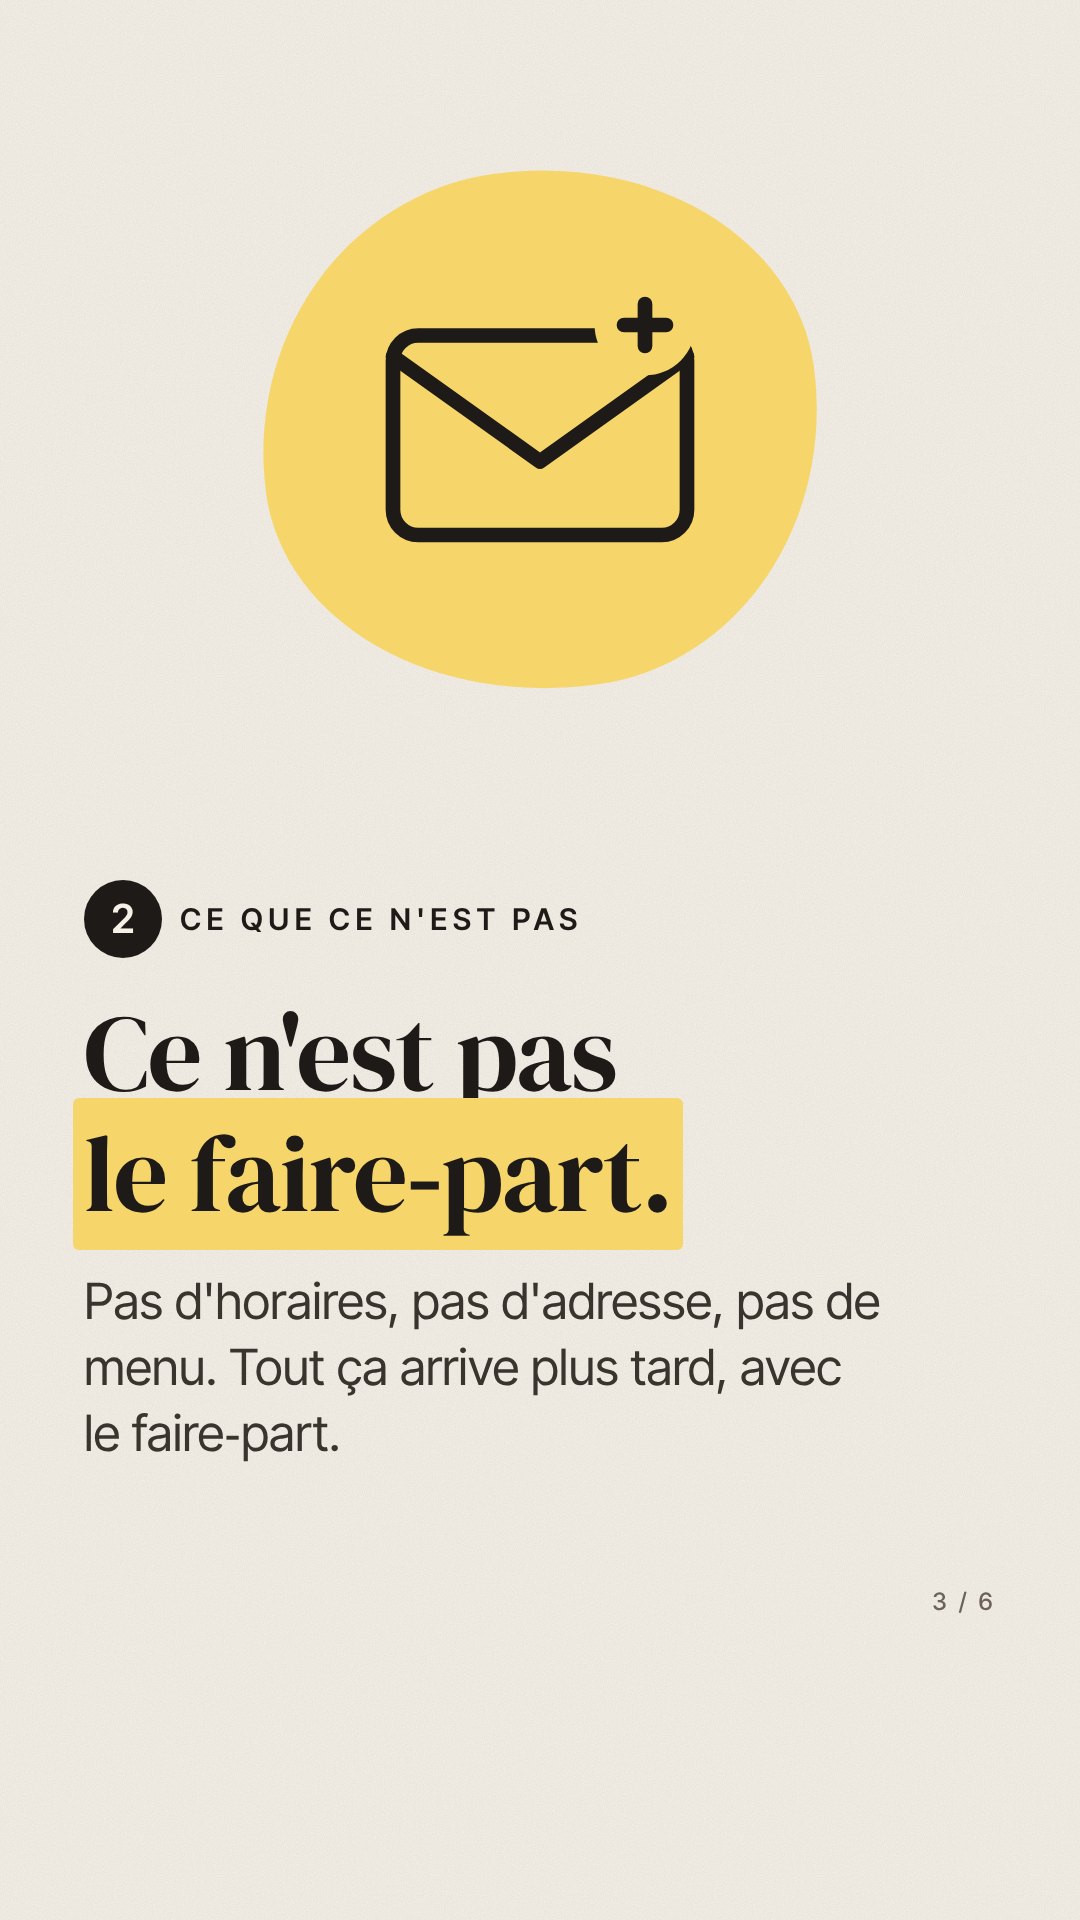 2 CE QUE CE N'EST PAS
Ce n'est pas
le faire-part.
Pas d'horaires, pas d'adresse, pas de
menu. Tout ça arrive plus tard, avec
le faire-part.
3 / 6